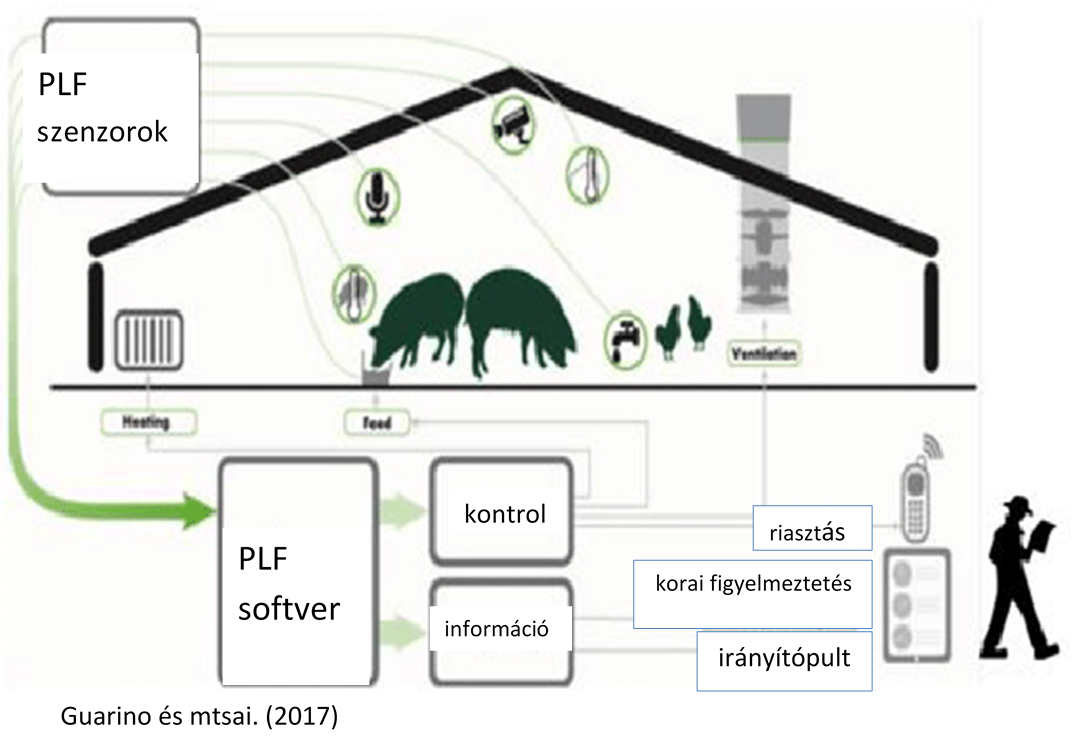 PLF
szenzorok
Ventilation
Heating
Feed
kontrol
riasztás
PLF
softver
korai figyelmeztetés
információ
irányítópult
Guarino és mtsai. (2017)